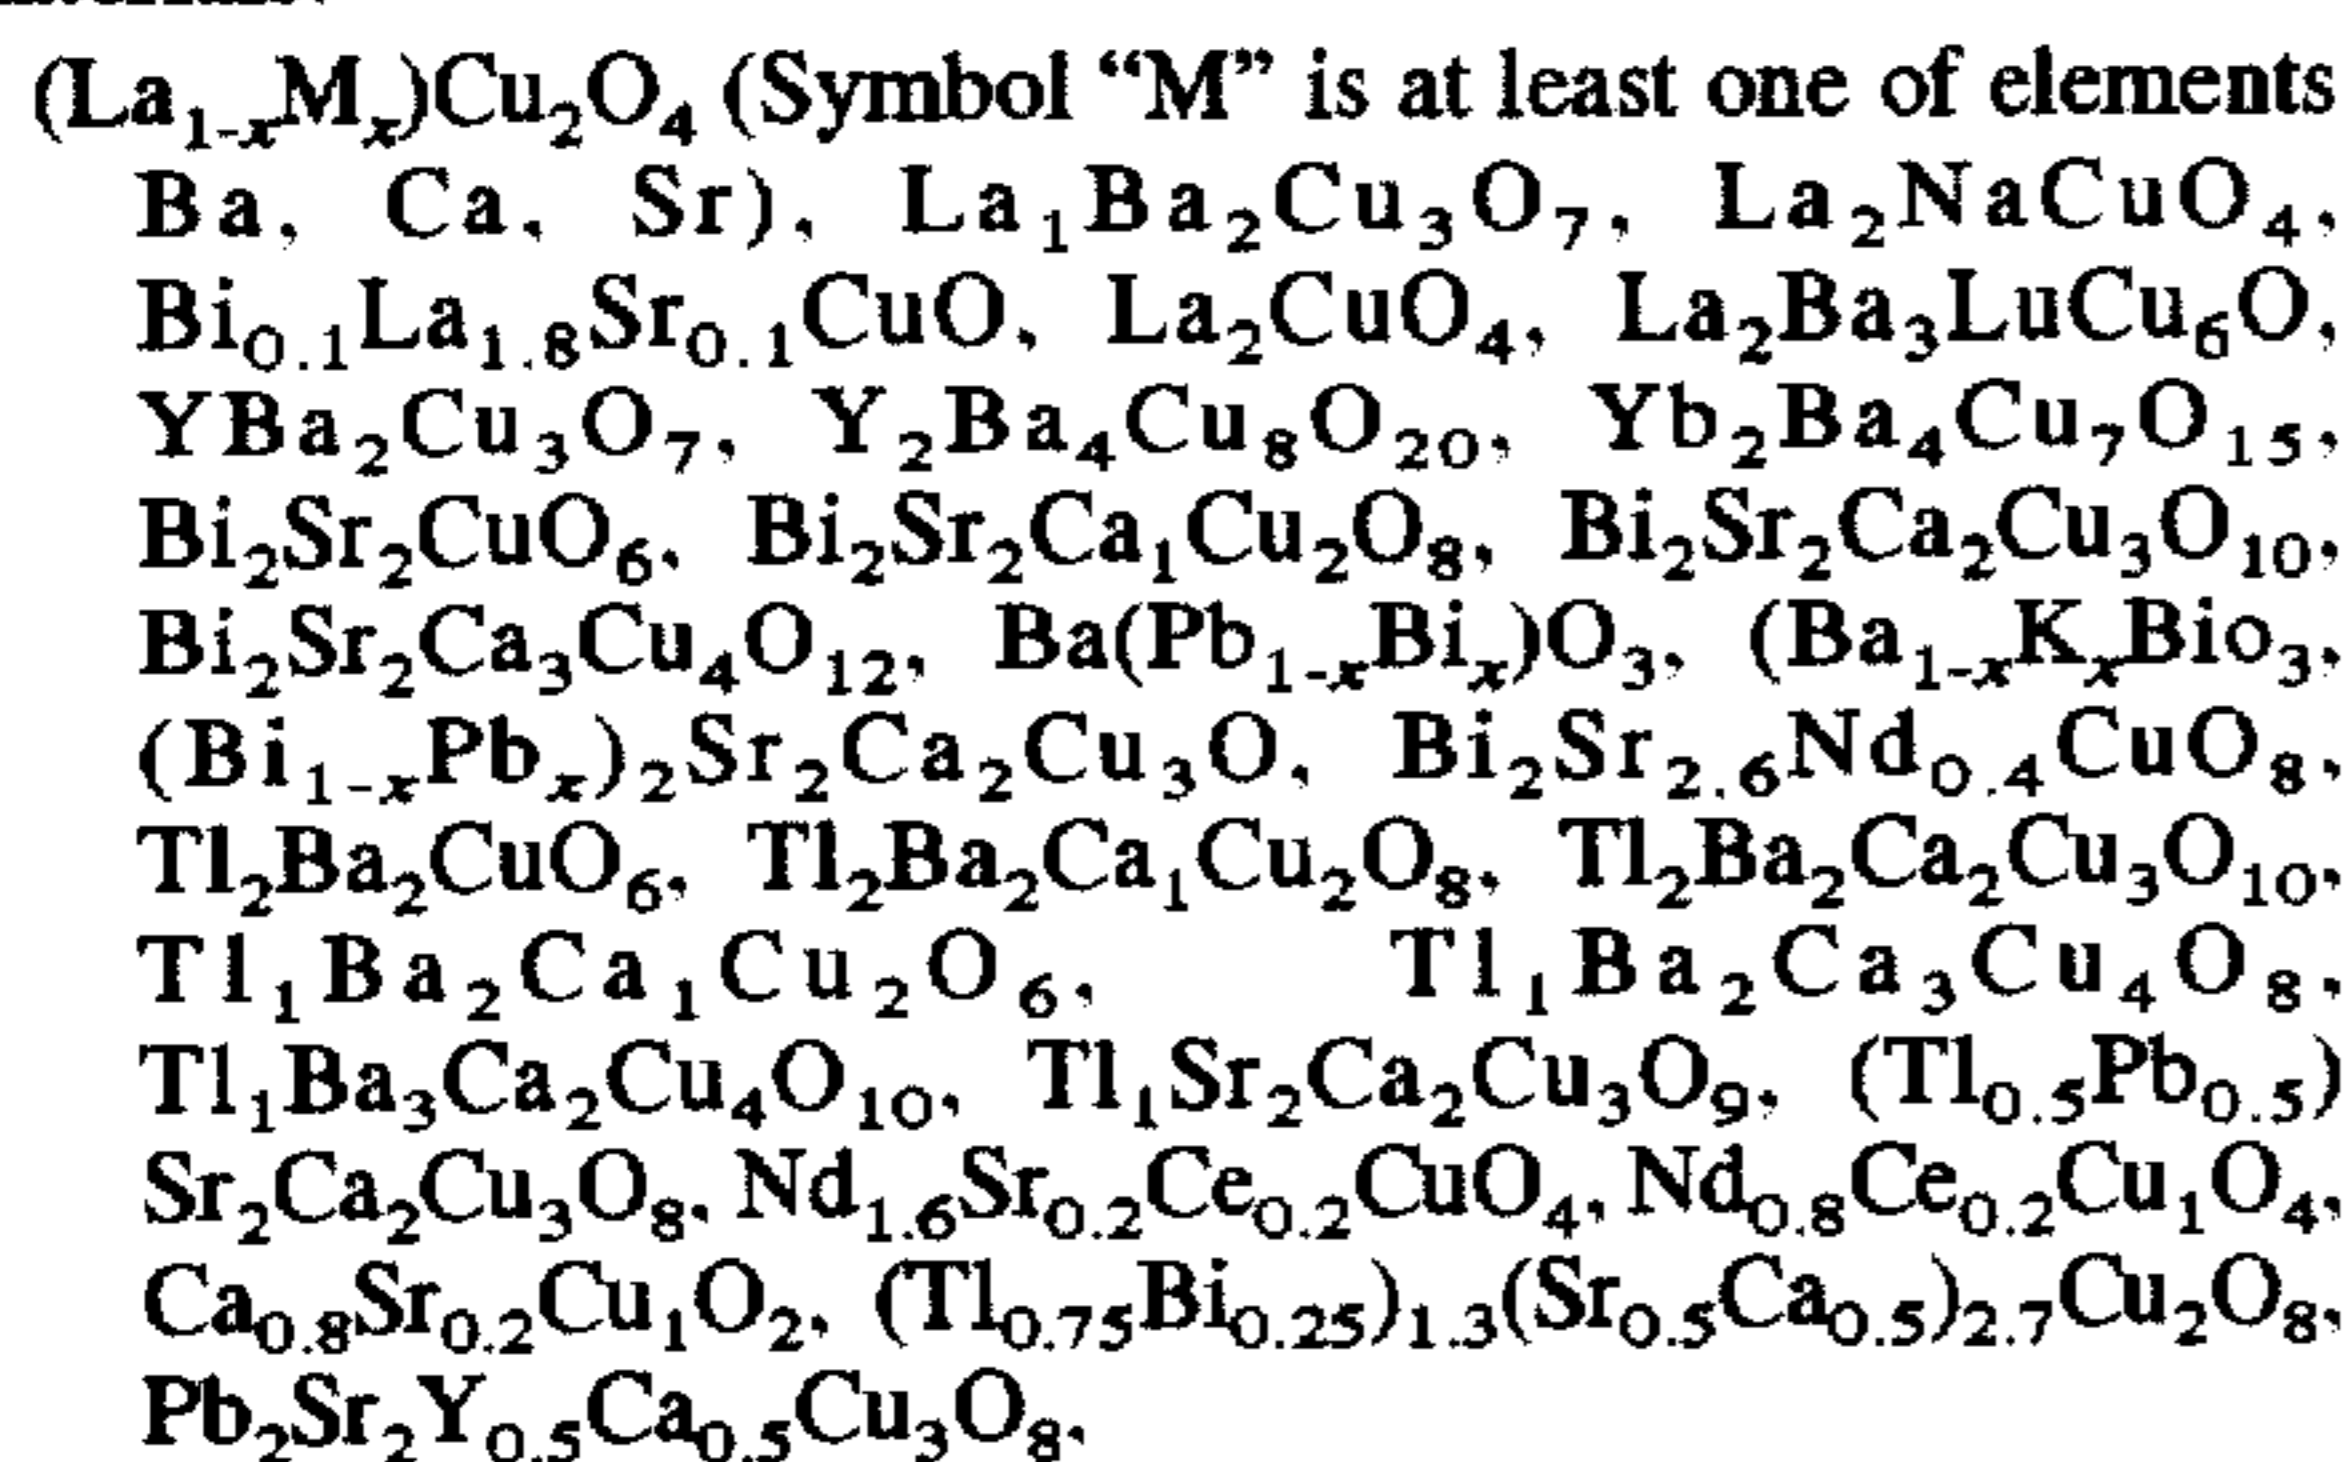 (La₁₋ₓMₓ)Cu₂O₄ (Symbol “M” is at least one of elements
Ba, Ca, Sr), La₁Ba₂Cu₃O₇, La₂NaCuO₄,
Bi₀.₁La₁.₈Sr₀.₁CuO, La₂CuO₄, La₂Ba₃LuCu₆O,
YBa₂Cu₃O₇, Y₂Ba₄Cu₈O₂₀, Yb₂Ba₄Cu₇O₁₅,
Bi₂Sr₂CuO₆, Bi₂Sr₂Ca₁Cu₂O₈, Bi₂Sr₂Ca₂Cu₃O₁₀,
Bi₂Sr₂Ca₃Cu₄O₁₂, Ba(Pb₁₋ₓBiₓ)O₃, (Ba₁₋ₓKₓBio₃,
(Bi₁₋ₓPbₓ)₂Sr₂Ca₂Cu₃O, Bi₂Sr₂.₆Nd₀.₄CuO₈,
Tl₂Ba₂CuO₆, Tl₂Ba₂Ca₁Cu₂O₈, Tl₂Ba₂Ca₂Cu₃O₁₀,
Tl₁Ba₂Ca₁Cu₂O₆, Tl₁Ba₂Ca₃Cu₄O₈,
Tl₁Ba₃Ca₂Cu₄O₁₀, Tl₁Sr₂Ca₂Cu₃O₉, (Tl₀.₅Pb₀.₅)
Sr₂Ca₂Cu₃O₈, Nd₁.₆Sr₀.₂Ce₀.₂CuO₄, Nd₀.₈Ce₀.₂Cu₁O₄,
Ca₀.₈Sr₀.₂Cu₁O₂, (Tl₀.₇₅Bi₀.₂₅)₁.₃(Sr₀.₅Ca₀.₅)₂.₇Cu₂O₈,
Pb₂Sr₂Y₀.₅Ca₀.₅Cu₃O₈,